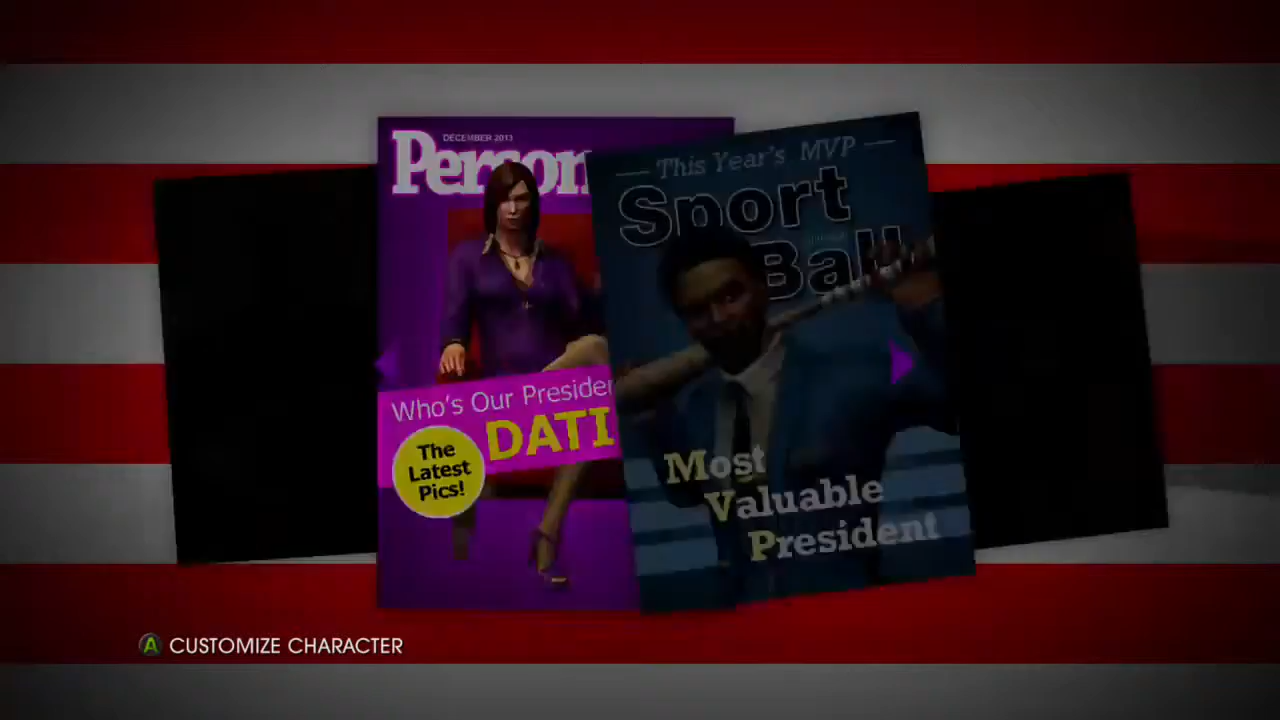 DECEMBER 2013
Person
Who's Our Presiden
DATI
The
Latest
Pics!
This Year's MVP
Sport
Ball
Most
Valuable
President
A CUSTOMIZE CHARACTER